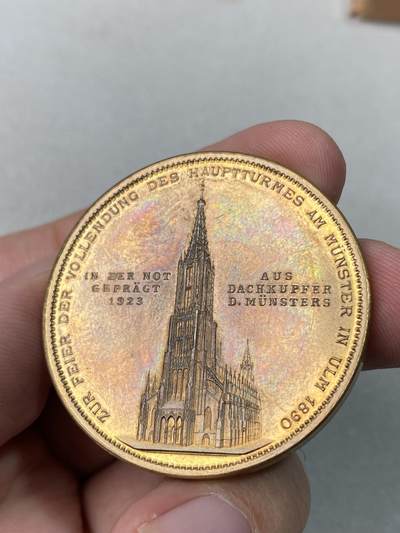 ZUR FEIER DER VOLLENDUNG DES HAUPTTURMES AM MÜNSTER IN ULM 1890
IN DER NOT
GEPRÄGT
1923
AUS
DACHKUPFER
D. MÜNSTERS